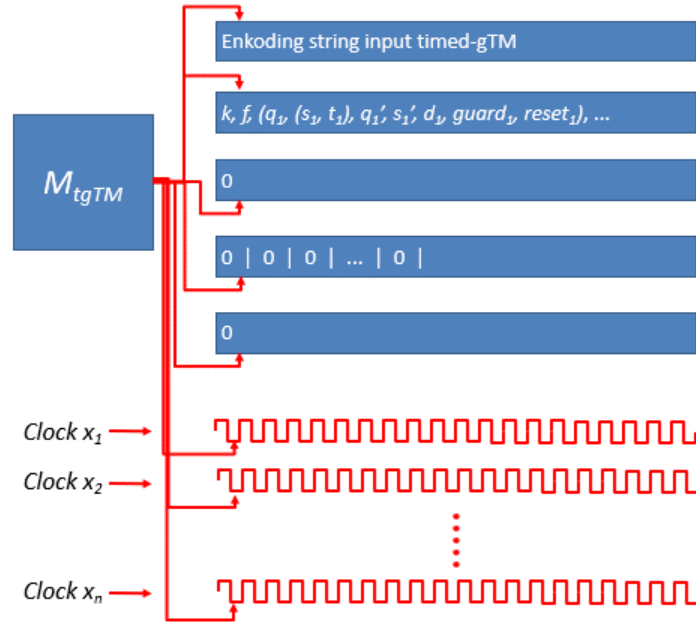 Enkoding string input timed-gTM
k, f, (q₁, (s₁, t₁), q₁', s₁', d₁, guard₁, reset₁), ...
M_tgTM
0
0 | 0 | 0 | ... | 0 |
0
Clock x₁
Clock x₂
Clock xₙ